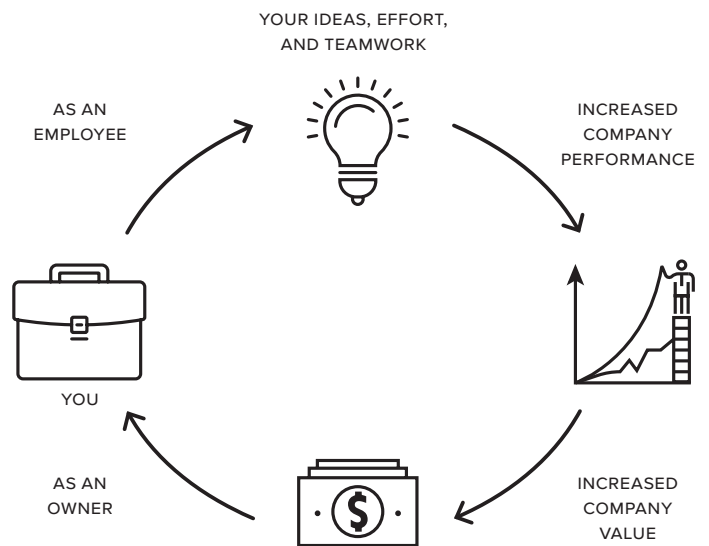 YOUR IDEAS, EFFORT,
AND TEAMWORK
AS AN
EMPLOYEE
INCREASED
COMPANY
PERFORMANCE
YOU
AS AN
OWNER
$
INCREASED
COMPANY
VALUE